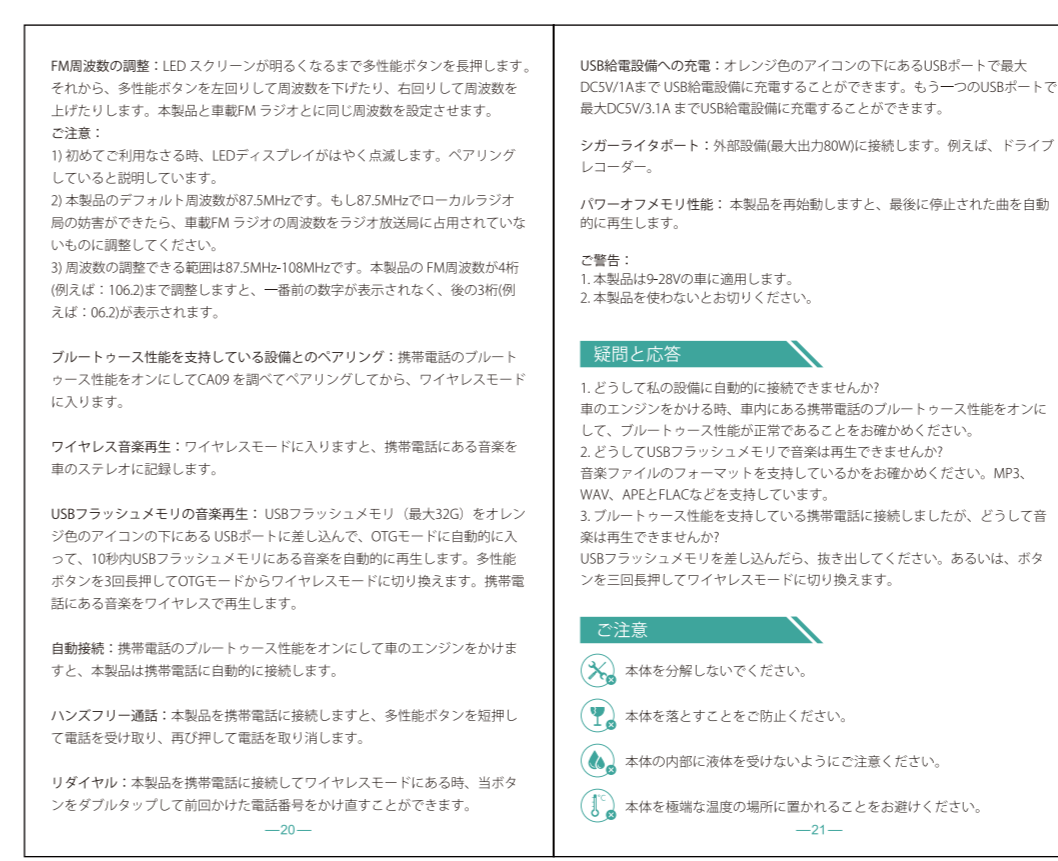 FM周波数の調整：LED スクリーンが明るくなるまで多性能ボタンを長押します。
それから、多性能ボタンを左回りして周波数を下げたり、右回りして周波数を
上げたりします。本製品と車載FM ラジオとに同じ周波数を設定させます。
ご注意：
1) 初めてご利用なさる時、LEDディスプレイがはやく点滅します。ペアリング
していると説明しています。
2) 本製品のデフォルト周波数が87.5MHzです。もし87.5MHzでローカルラジオ
局の妨害ができたら、車載FM ラジオの周波数をラジオ放送局に占用されていな
いものに調整してください。
3) 周波数の調整できる範囲は87.5MHz-108MHzです。本製品の FM周波数が4桁
(例えば：106.2)まで調整しますと、一番前の数字が表示されなく、後の3桁(例
えば：06.2)が表示されます。
ブルートゥース性能を支持している設備とのペアリング：携帯電話のブルート
ゥース性能をオンにしてCA09 を調べてペアリングしてから、ワイヤレスモード
に入ります。
ワイヤレス音楽再生：ワイヤレスモードに入りますと、携帯電話にある音楽を
車のステレオに記録します。
USBフラッシュメモリの音楽再生： USBフラッシュメモリ（最大32G）をオレン
ジ色のアイコンの下にある USBポートに差し込んで、OTGモードに自動的に入
って、10秒内USBフラッシュメモリにある音楽を自動的に再生します。多性能
ボタンを3回長押してOTGモードからワイヤレスモードに切り換えます。携帯電
話にある音楽をワイヤレスで再生します。
自動接続：携帯電話のブルートゥース性能をオンにして車のエンジンをかけま
すと、本製品は携帯電話に自動的に接続します。
ハンズフリー通話：本製品を携帯電話に接続しますと、多性能ボタンを短押し
て電話を受け取り、再び押して電話を取り消します。
リダイヤル：本製品を携帯電話に接続してワイヤレスモードにある時、当ボタ
ンをダブルタップして前回かけた電話番号をかけ直すことができます。
—20—
USB給電設備への充電：オレンジ色のアイコンの下にあるUSBポートで最大
DC5V/1Aまで USB給電設備に充電することができます。もう一つのUSBポートで
最大DC5V/3.1A までUSB給電設備に充電することができます。
シガーライタポート：外部設備(最大出力80W)に接続します。例えば、ドライブ
レコーダー。
パワーオフメモリ性能： 本製品を再始動しますと、最後に停止された曲を自動
的に再生します。
ご警告：
1. 本製品は9-28Vの車に適用します。
2. 本製品を使わないとお切りください。
疑問と応答
1. どうして私の設備に自動的に接続できませんか?
車のエンジンをかける時、車内にある携帯電話のブルートゥース性能をオンに
して、ブルートゥース性能が正常であることをお確かめください。
2. どうしてUSBフラッシュメモリで音楽は再生できませんか?
音楽ファイルのフォーマットを支持しているかをお確かめください。MP3、
WAV、APEとFLACなどを支持しています。
3. ブルートゥース性能を支持している携帯電話に接続しましたが、どうして音
楽は再生できませんか?
USBフラッシュメモリを差し込んだら、抜き出してください。あるいは、ボタ
ンを三回長押してワイヤレスモードに切り換えます。
ご注意
本体を分解しないでください。
本体を落とすことをご防止ください。
本体の内部に液体を受けないようにご注意ください。
°C
本体を極端な温度の場所に置かれることをお避けください。
—21—